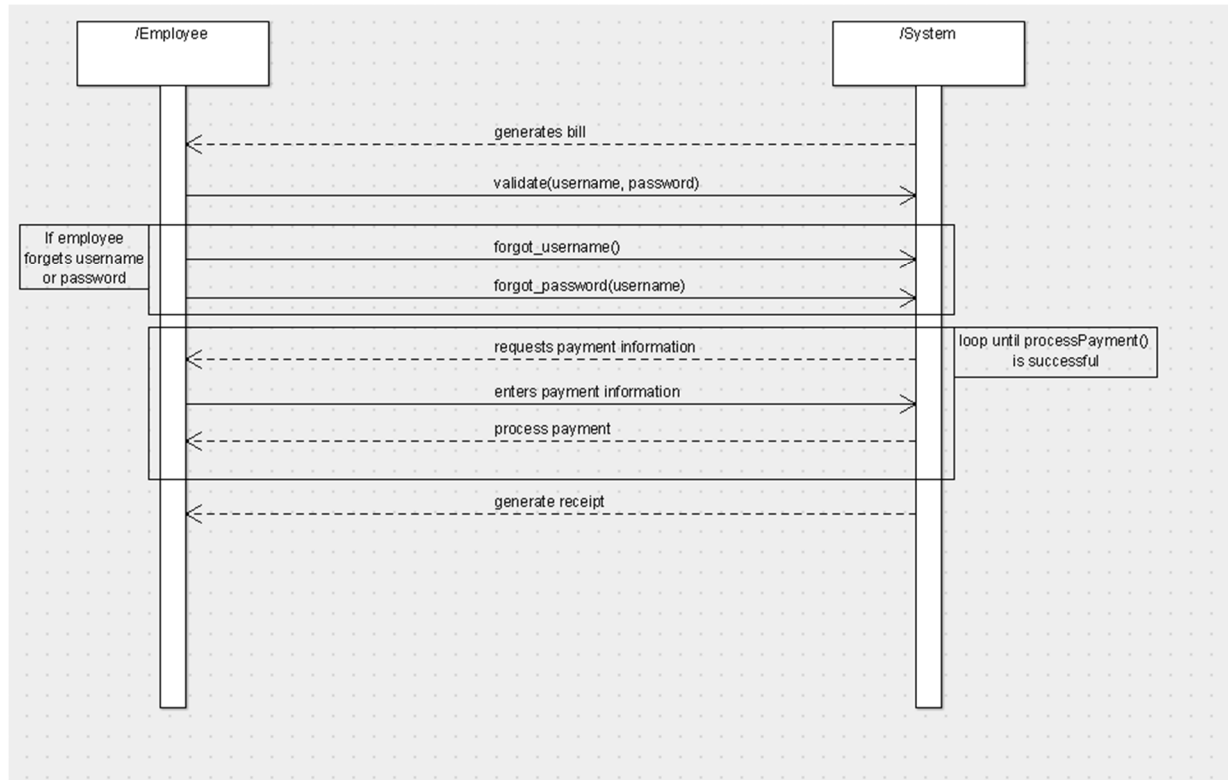 /Employee
/System
generates bill
validate(username, password)
If employee
forgets username
or password
forgot_username()
forgot_password(username)
loop until processPayment()
is successful
requests payment information
enters payment information
process payment
generate receipt